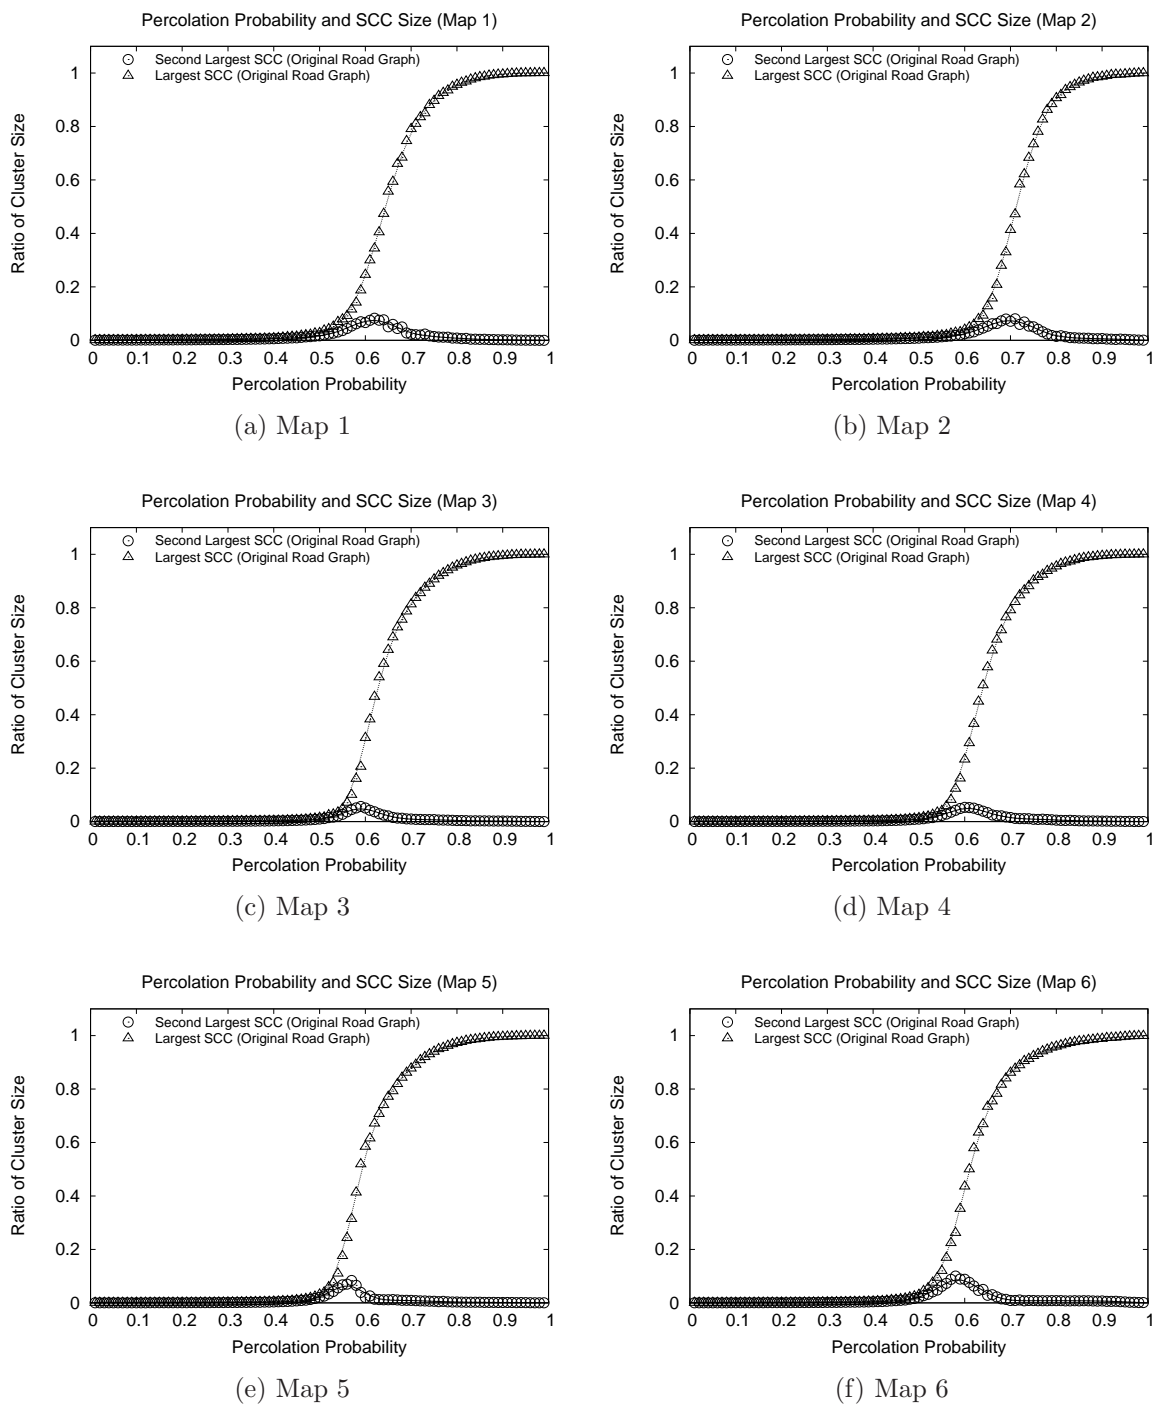 Percolation Probability and SCC Size (Map 1)
Second Largest SCC (Original Road Graph)
Largest SCC (Original Road Graph)
Ratio of Cluster Size
1
0.8
0.6
0.4
0.2
0
0 0.1 0.2 0.3 0.4 0.5 0.6 0.7 0.8 0.9 1
Percolation Probability
(a) Map 1
Percolation Probability and SCC Size (Map 2)
Second Largest SCC (Original Road Graph)
Largest SCC (Original Road Graph)
Ratio of Cluster Size
1
0.8
0.6
0.4
0.2
0
0 0.1 0.2 0.3 0.4 0.5 0.6 0.7 0.8 0.9 1
Percolation Probability
(b) Map 2
Percolation Probability and SCC Size (Map 3)
Second Largest SCC (Original Road Graph)
Largest SCC (Original Road Graph)
Ratio of Cluster Size
1
0.8
0.6
0.4
0.2
0
0 0.1 0.2 0.3 0.4 0.5 0.6 0.7 0.8 0.9 1
Percolation Probability
(c) Map 3
Percolation Probability and SCC Size (Map 4)
Second Largest SCC (Original Road Graph)
Largest SCC (Original Road Graph)
Ratio of Cluster Size
1
0.8
0.6
0.4
0.2
0
0 0.1 0.2 0.3 0.4 0.5 0.6 0.7 0.8 0.9 1
Percolation Probability
(d) Map 4
Percolation Probability and SCC Size (Map 5)
Second Largest SCC (Original Road Graph)
Largest SCC (Original Road Graph)
Ratio of Cluster Size
1
0.8
0.6
0.4
0.2
0
0 0.1 0.2 0.3 0.4 0.5 0.6 0.7 0.8 0.9 1
Percolation Probability
(e) Map 5
Percolation Probability and SCC Size (Map 6)
Second Largest SCC (Original Road Graph)
Largest SCC (Original Road Graph)
Ratio of Cluster Size
1
0.8
0.6
0.4
0.2
0
0 0.1 0.2 0.3 0.4 0.5 0.6 0.7 0.8 0.9 1
Percolation Probability
(f) Map 6